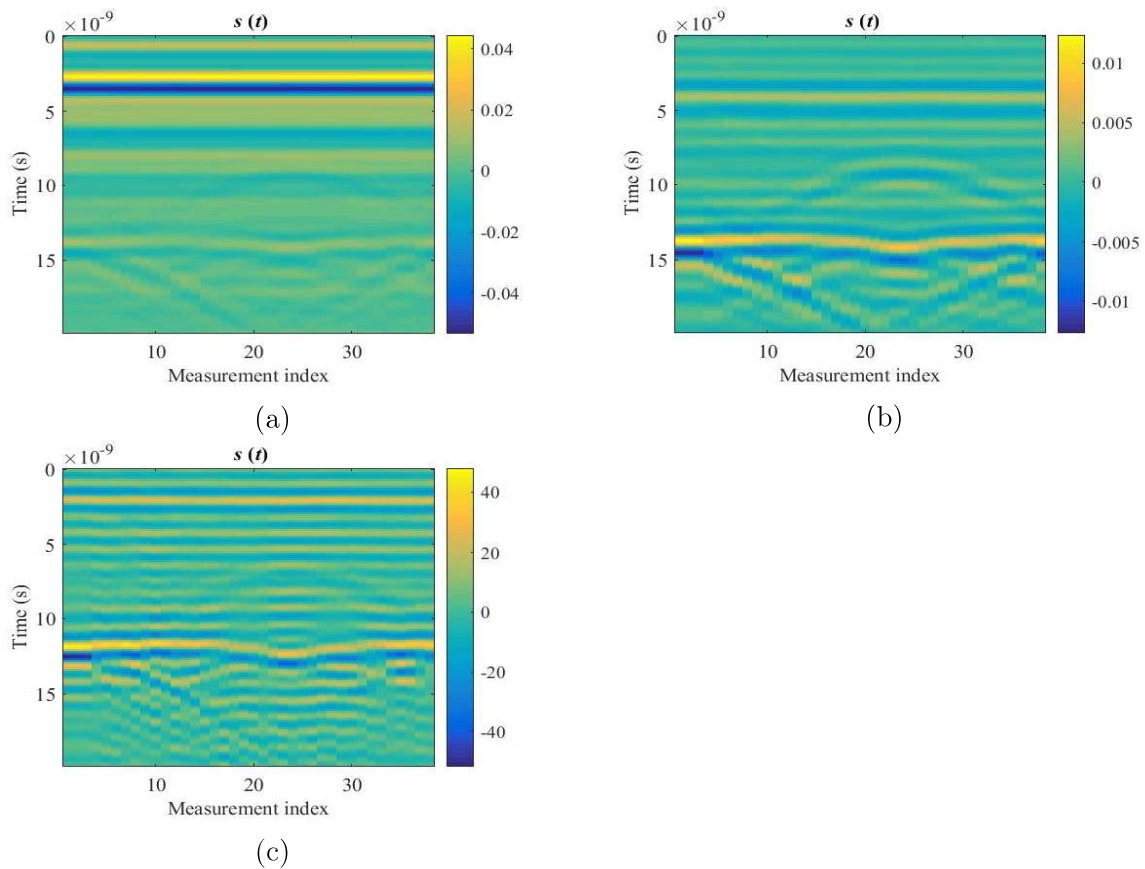 ×10⁻⁹
s (t)
0
5
10
15
Time (s)
10 20 30
Measurement index
0.04
0.02
0
-0.02
-0.04
(a)
×10⁻⁹
s (t)
0
5
10
15
Time (s)
10 20 30
Measurement index
0.01
0.005
0
-0.005
-0.01
(b)
×10⁻⁹
s (t)
0
5
10
15
Time (s)
10 20 30
Measurement index
40
20
0
-20
-40
(c)